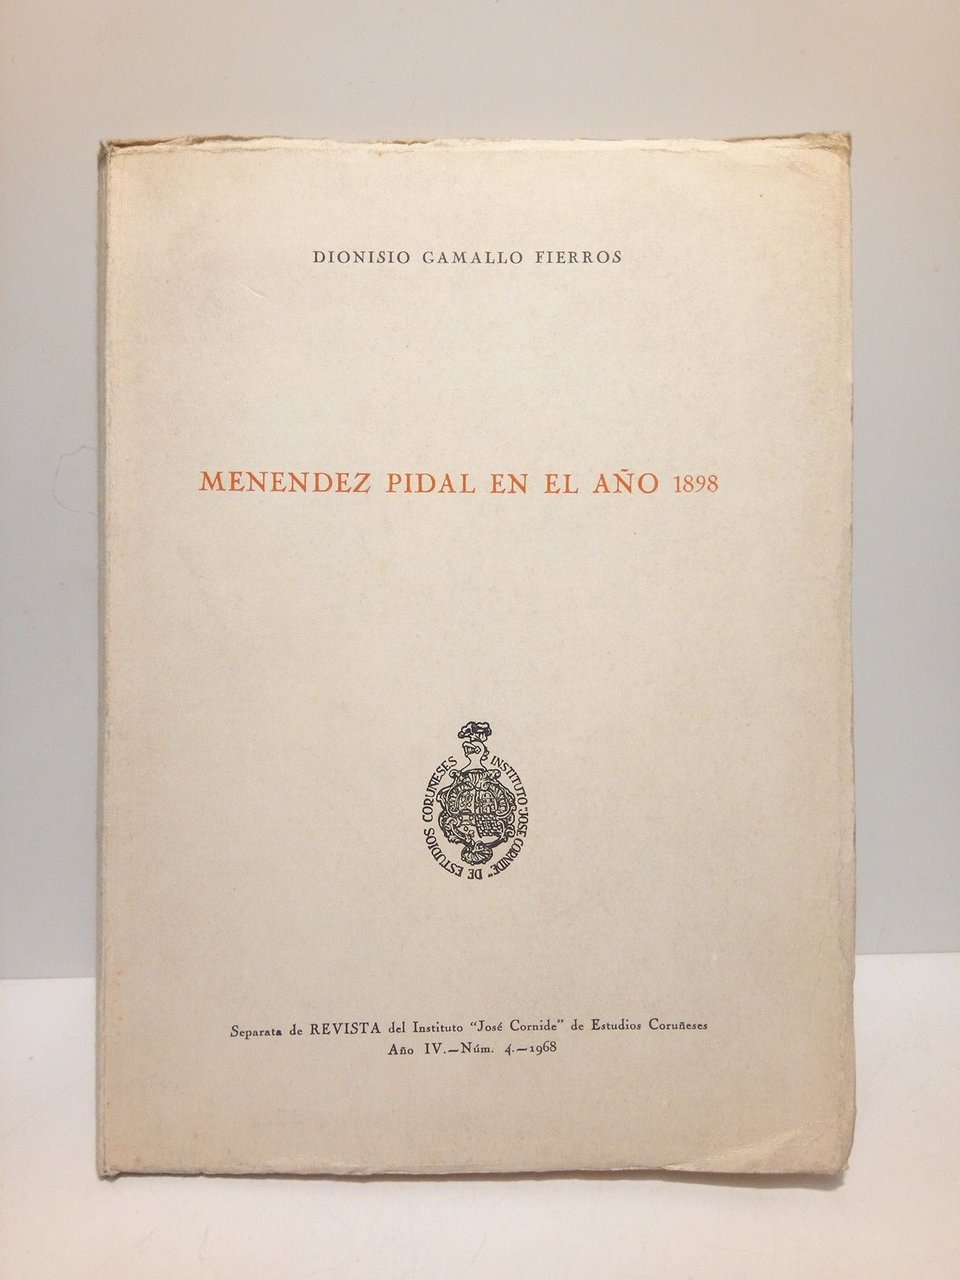 DIONISIO GAMALLO FIERROS
MENENDEZ PIDAL EN EL AÑO 1898
INSTITUTO "JOSE CORNIDE" DE ESTUDIOS CORUÑESES
Separata de REVISTA del Instituto "José Cornide" de Estudios Coruñeses
Año IV.—Núm. 4.—1968